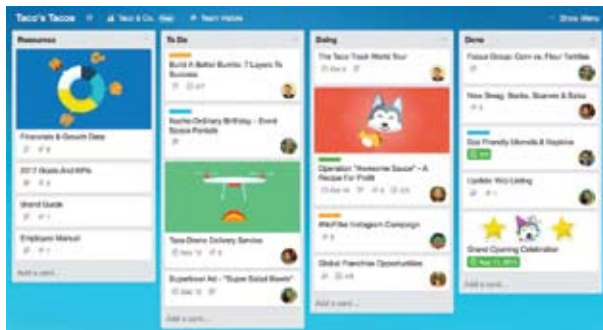 Taco's Tacos
Taco & Co.
Team Visible
Show Menu
Resources
Financials & Growth Data
2017 Goals And KPIs
Brand Guide
Employee Manual
Add a card...
To Do
Build A Better Burrito: 7 Layers To
Success
Nacho Ordinary Birthday - Event
Space Rentals
Taco Drone Delivery Service
Superbowl Ad - "Super Salad Bowls"
Add a card...
Doing
The Taco Truck World Tour
Operation "Awesome Sauce" - A
Recipe For Profit
#NoFilter Instagram Campaign
Global Franchise Opportunities
Add a card...
Done
Focus Group: Corn vs. Flour Tortillas
New Swag: Socks, Scarves & Salsa
Eco Friendly Utensils & Napkins
Update Yelp Listing
Grand Opening Celebration
Add a card...